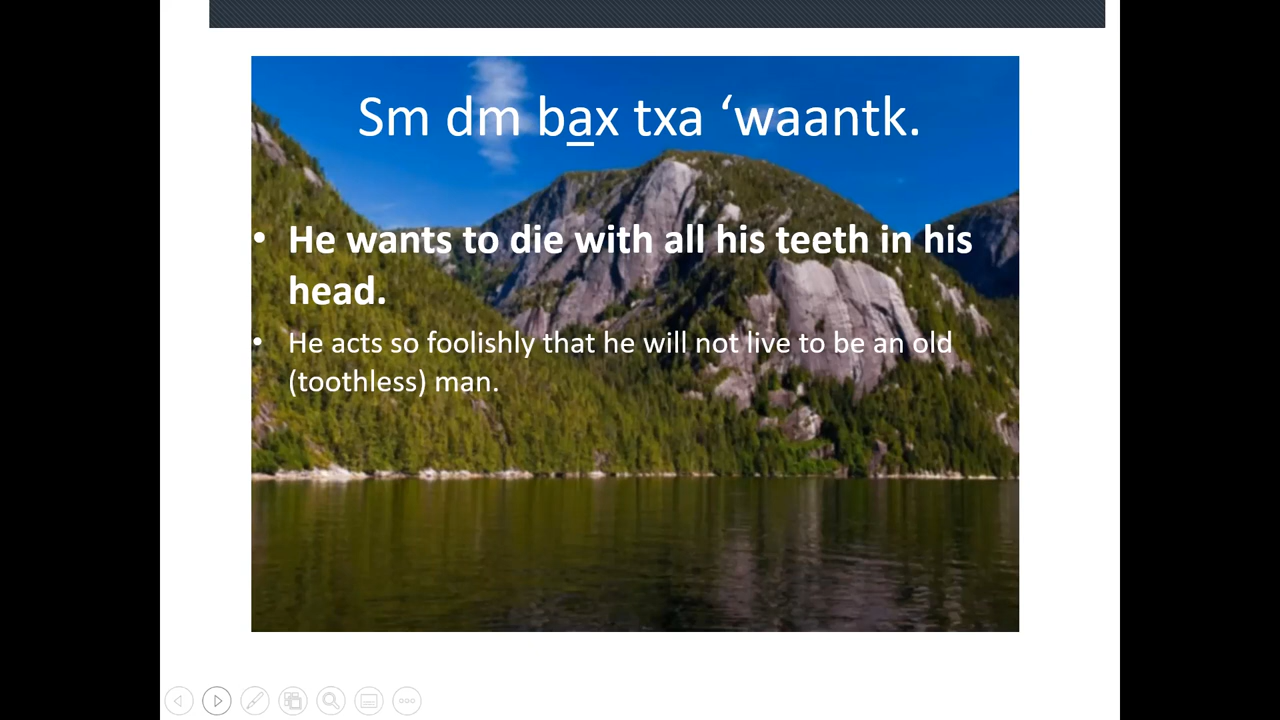 Sm dm ba̲x txa ‘waantk.
• He wants to die with all his teeth in his
head.
• He acts so foolishly that he will not live to be an old
(toothless) man.